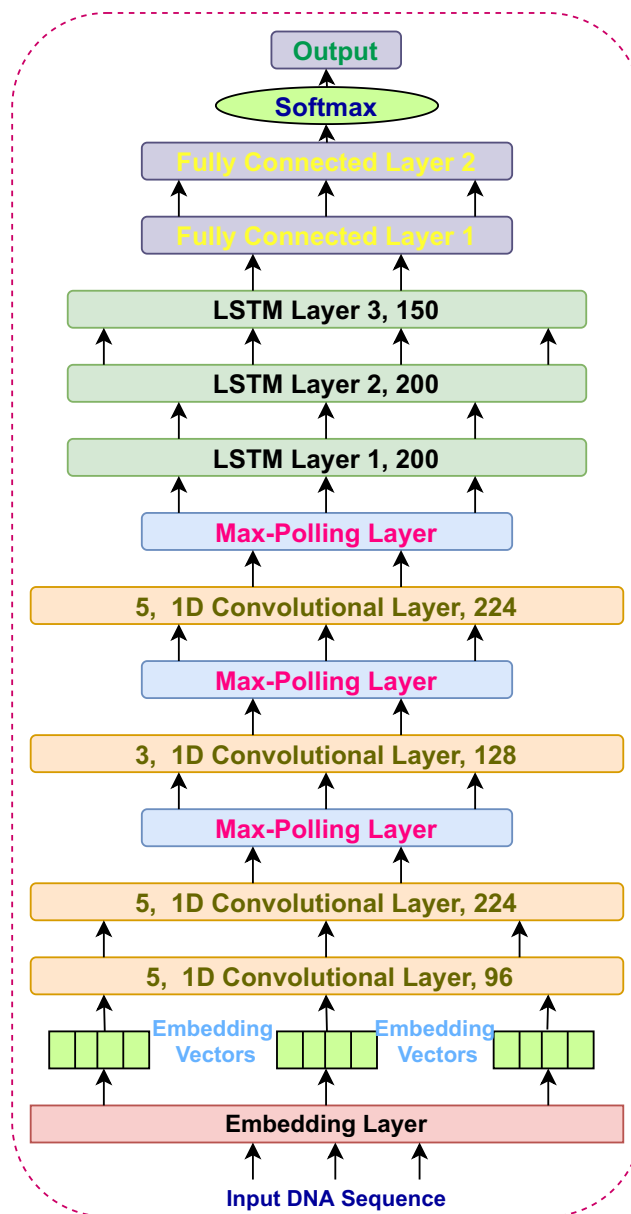 Output
Softmax
Fully Connected Layer 2
Fully Connected Layer 1
LSTM Layer 3, 150
LSTM Layer 2, 200
LSTM Layer 1, 200
Max-Polling Layer
5, 1D Convolutional Layer, 224
Max-Polling Layer
3, 1D Convolutional Layer, 128
Max-Polling Layer
5, 1D Convolutional Layer, 224
5, 1D Convolutional Layer, 96
Embedding
Vectors
Embedding
Vectors
Embedding Layer
Input DNA Sequence